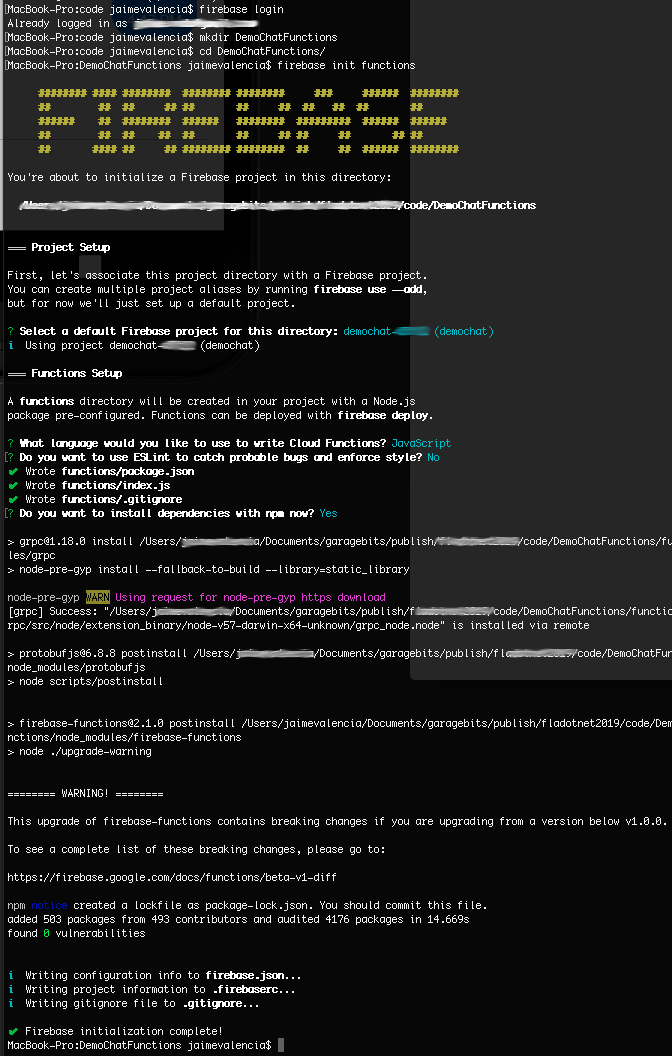 [MacBook-Pro:code jaimevalencia$ firebase login
Already logged in as
[MacBook-Pro:code jaimevalencia$ mkdir DemoChatFunctions
[MacBook-Pro:code jaimevalencia$ cd DemoChatFunctions/
[MacBook-Pro:DemoChatFunctions jaimevalencia$ firebase init functions
FIREBASE
You're about to initialize a Firebase project in this directory:
/code/DemoChatFunctions
=== Project Setup
First, let's associate this project directory with a Firebase project.
You can create multiple project aliases by running firebase use --add,
but for now we'll just set up a default project.
? Select a default Firebase project for this directory: demochat- (demochat)
i Using project demochat- (demochat)
=== Functions Setup
A functions directory will be created in your project with a Node.js
package pre-configured. Functions can be deployed with firebase deploy.
? What language would you like to use to write Cloud Functions? JavaScript
[? Do you want to use ESLint to catch probable bugs and enforce style? No
✔ Wrote functions/package.json
✔ Wrote functions/index.js
✔ Wrote functions/.gitignore
[? Do you want to install dependencies with npm now? Yes
> grpc@1.18.0 install /Users/ /Documents/garagebits/publish/ /code/DemoChatFunctions/fu
les/grpc
> node-pre-gyp install --fallback-to-build --library=static_library
node-pre-gyp WARN Using request for node-pre-gyp https download
[grpc] Success: "/Users/ /Documents/garagebits/publish/ /code/DemoChatFunctions/functio
rpc/src/node/extension_binary/node-v57-darwin-x64-unknown/grpc_node.node" is installed via remote
> protobufjs@6.8.8 postinstall /Users/ /Documents/garagebits/publish/ /code/DemoChatFun
node_modules/protobufjs
> node scripts/postinstall
> firebase-functions@2.1.0 postinstall /Users/jaimevalencia/Documents/garagebits/publish/fladotnet2019/code/Dem
nctions/node_modules/firebase-functions
> node ./upgrade-warning
======== WARNING! ========
This upgrade of firebase-functions contains breaking changes if you are upgrading from a version below v1.0.0.
To see a complete list of these breaking changes, please go to:
https://firebase.google.com/docs/functions/beta-v1-diff
npm notice created a lockfile as package-lock.json. You should commit this file.
added 503 packages from 493 contributors and audited 4176 packages in 14.669s
found 0 vulnerabilities
i Writing configuration info to firebase.json...
i Writing project information to .firebaserc...
i Writing gitignore file to .gitignore...
✔ Firebase initialization complete!
MacBook-Pro:DemoChatFunctions jaimevalencia$